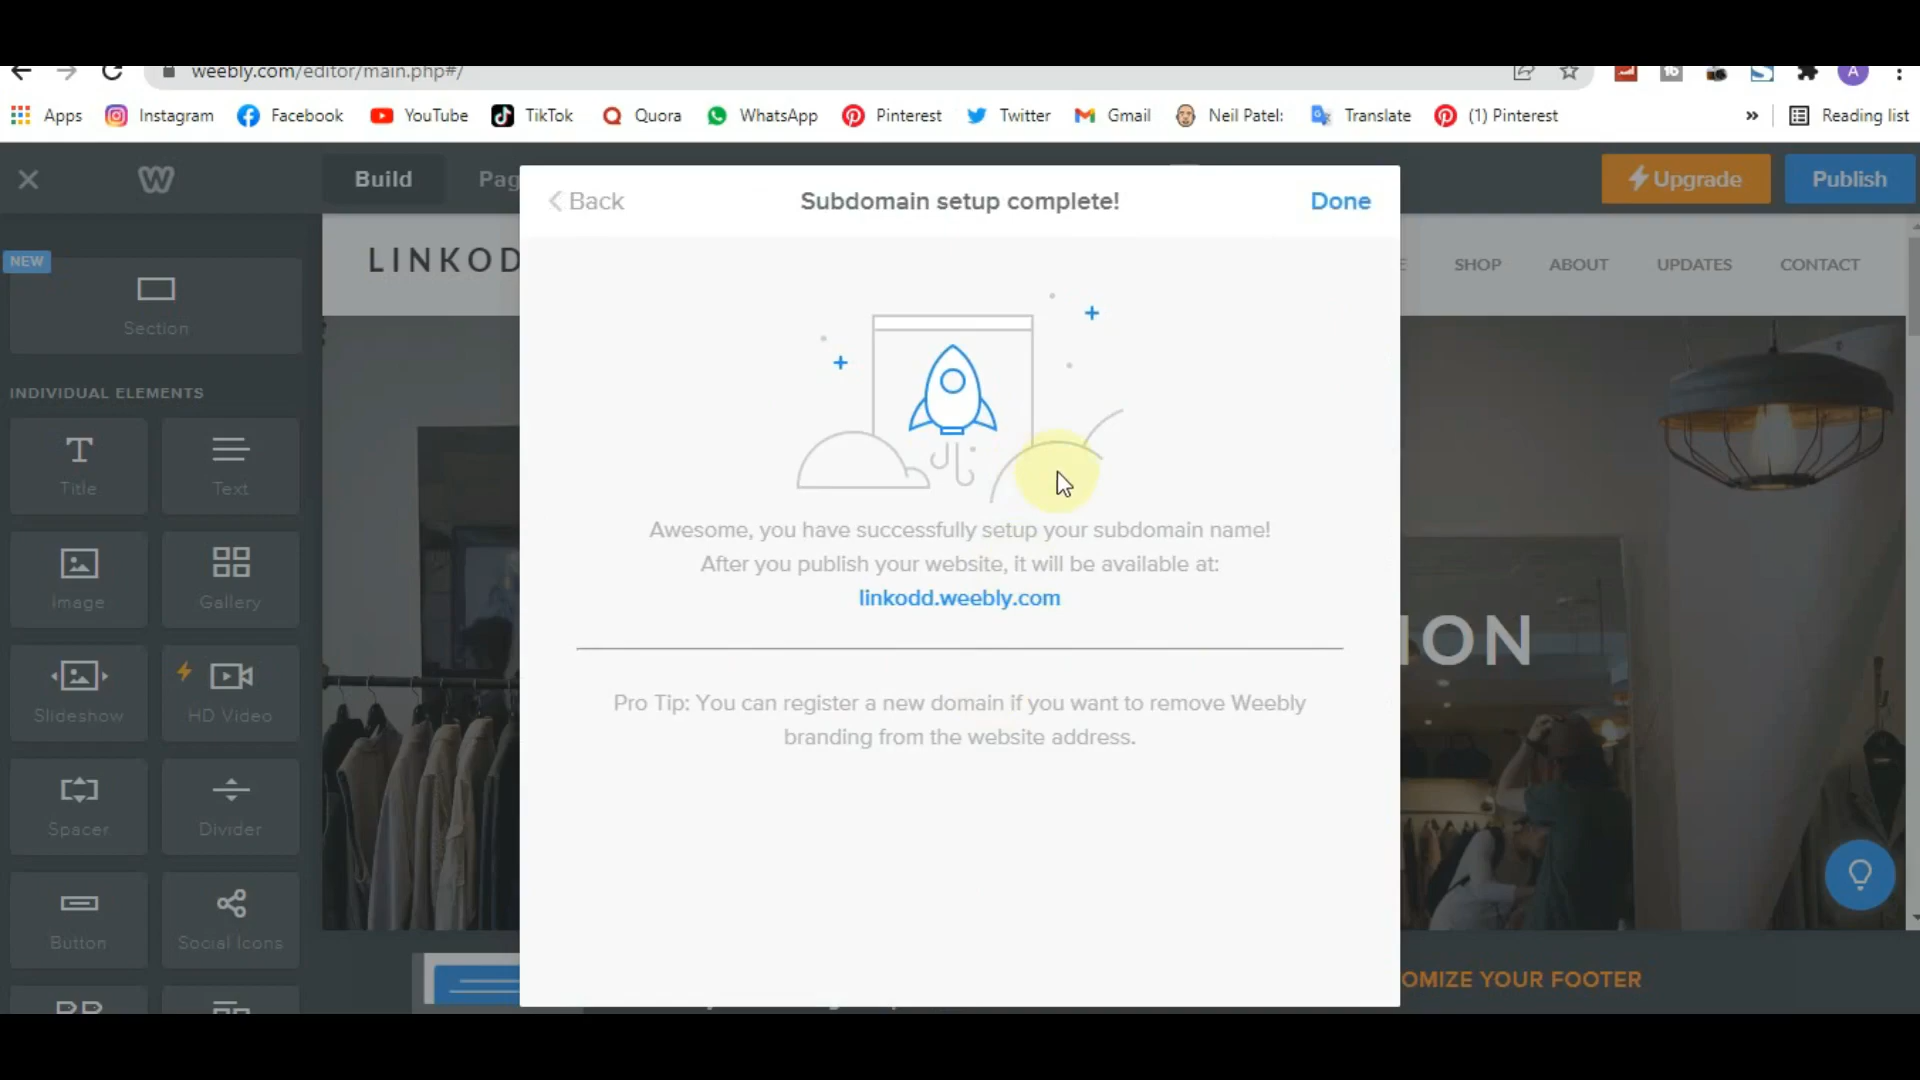 weebly.com/editor/main.php#/
A
Apps
Instagram
Facebook
YouTube
TikTok
Quora
WhatsApp
Pinterest
Twitter
Gmail
Neil Patel:
Translate
(1) Pinterest
»
Reading list
Build
Pag
Upgrade
Publish
Back
Subdomain setup complete!
Done
LINKOD
SHOP
ABOUT
UPDATES
CONTACT
NEW
Section
INDIVIDUAL ELEMENTS
Title
Text
Image
Gallery
Slideshow
HD Video
Spacer
Divider
Button
Social Icons
Awesome, you have successfully setup your subdomain name!
After you publish your website, it will be available at:
linkodd.weebly.com
Pro Tip: You can register a new domain if you want to remove Weebly
branding from the website address.
ION
OMIZE YOUR FOOTER